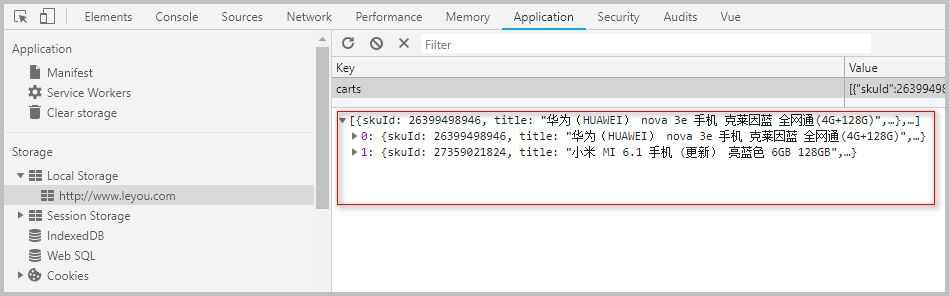 Elements Console Sources Network Performance Memory Application Security Audits Vue
Application
Manifest
Service Workers
Clear storage
Storage
Local Storage
http://www.leyou.com
Session Storage
IndexedDB
Web SQL
Cookies
Filter
Key Value
carts [{"skuId":26399498
[{skuId: 26399498946, title: "华为（HUAWEI） nova 3e 手机 克莱因蓝 全网通(4G+128G)",…},…]
0: {skuId: 26399498946, title: "华为（HUAWEI） nova 3e 手机 克莱因蓝 全网通(4G+128G)",…}
1: {skuId: 27359021824, title: "小米 MI 6.1 手机（更新） 亮蓝色 6GB 128GB",…}